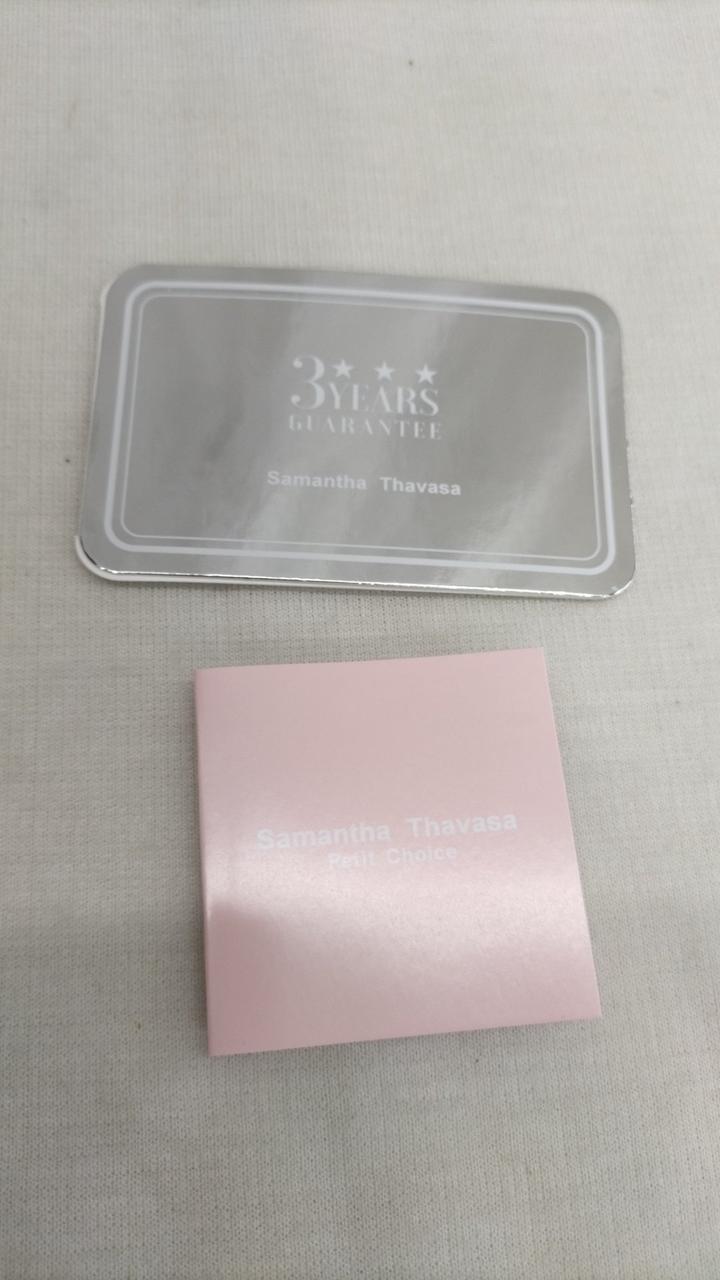 3 YEARS
GUARANTEE
Samantha Thavasa
Samantha Thavasa
Petit Choice